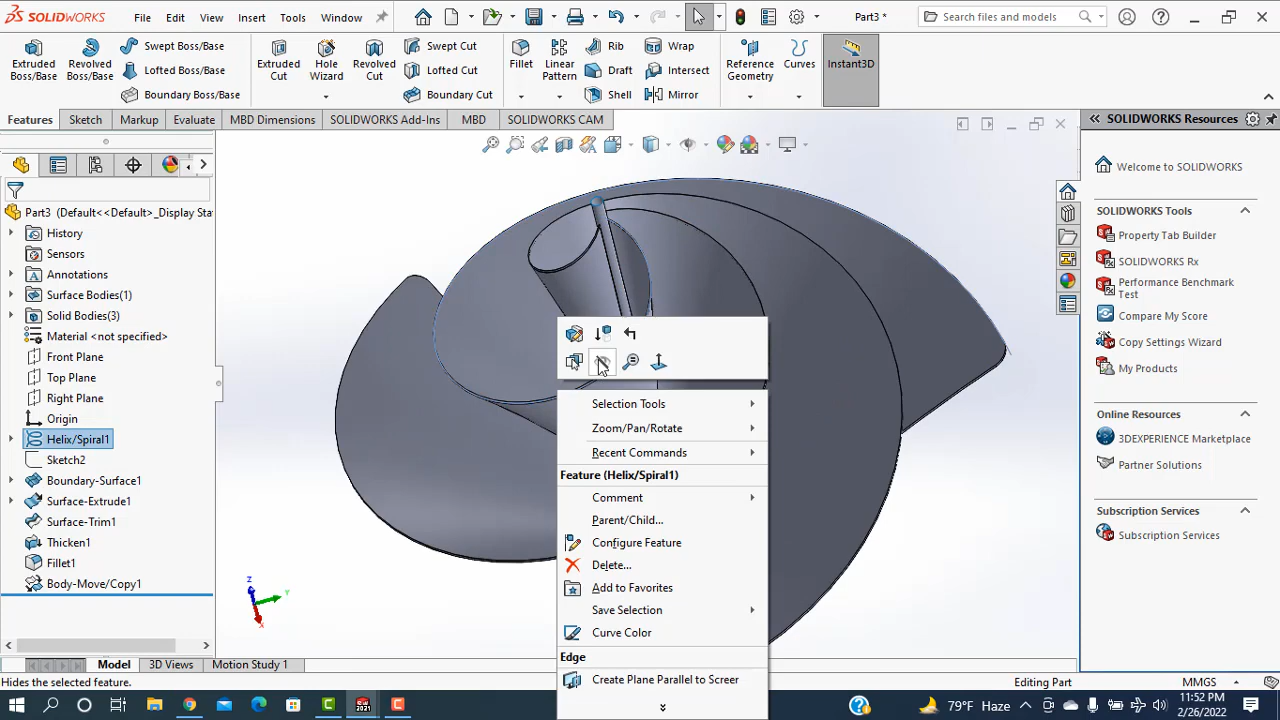 SOLIDWORKS
File
Edit
View
Insert
Tools
Window
Part3 *
Search files and models
Extruded Boss/Base
Revolved Boss/Base
Swept Boss/Base
Lofted Boss/Base
Boundary Boss/Base
Extruded Cut
Hole Wizard
Revolved Cut
Swept Cut
Lofted Cut
Boundary Cut
Fillet
Linear Pattern
Rib
Draft
Shell
Wrap
Intersect
Mirror
Reference Geometry
Curves
Instant3D
Features
Sketch
Markup
Evaluate
MBD Dimensions
SOLIDWORKS Add-Ins
MBD
SOLIDWORKS CAM
Part3 (Default<<Default>_Display Sta
History
Sensors
Annotations
Surface Bodies(1)
Solid Bodies(3)
Material <not specified>
Front Plane
Top Plane
Right Plane
Origin
Helix/Spiral1
Sketch2
Boundary-Surface1
Surface-Extrude1
Surface-Trim1
Thicken1
Fillet1
Body-Move/Copy1
Z
Y
X
Selection Tools
Zoom/Pan/Rotate
Recent Commands
Feature (Helix/Spiral1)
Comment
Parent/Child...
Configure Feature
Delete...
Add to Favorites
Save Selection
Curve Color
Edge
Create Plane Parallel to Screen
SOLIDWORKS Resources
Welcome to SOLIDWORKS
SOLIDWORKS Tools
Property Tab Builder
SOLIDWORKS Rx
Performance Benchmark
Test
Compare My Score
Copy Settings Wizard
My Products
Online Resources
3DEXPERIENCE Marketplace
Partner Solutions
Subscription Services
Subscription Services
Model
3D Views
Motion Study 1
Hides the selected feature.
Editing Part
MMGS
79°F Haze
11:52 PM
2/26/2022